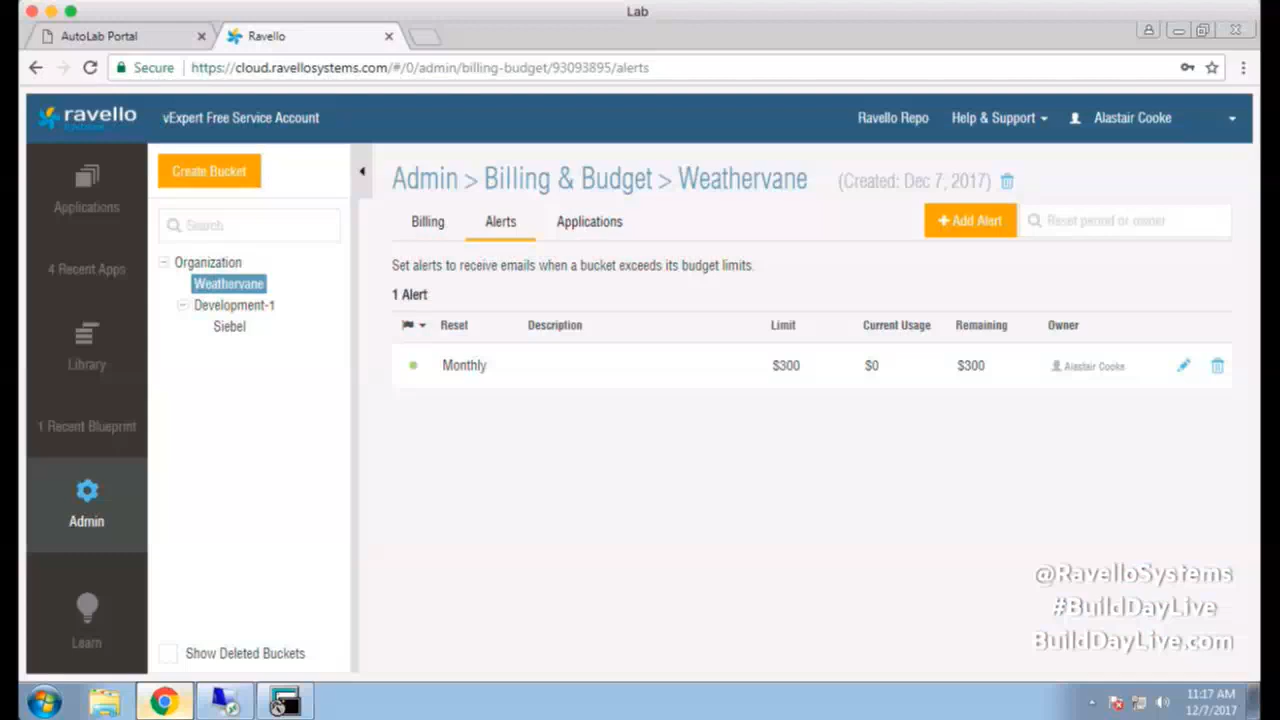 Lab
AutoLab Portal
Ravello
Secure
https://cloud.ravellosystems.com/#/0/admin/billing-budget/93093895/alerts
ravello
vExpert Free Service Account
Ravello Repo
Help & Support
Alastair Cooke
Applications
4 Recent Apps
Library
1 Recent Blueprint
Admin
Learn
Create Bucket
Search
Organization
Weathervane
Development-1
Siebel
Show Deleted Buckets
Admin > Billing & Budget > Weathervane (Created: Dec 7, 2017)
Billing Alerts Applications
+ Add Alert
Reset period or owner
Set alerts to receive emails when a bucket exceeds its budget limits.
1 Alert
Reset Description Limit Current Usage Remaining Owner
Monthly $300 $0 $300 Alastair Cooke
@RavelloSystems
#BuildDayLive
BuildDayLive.com
11:17 AM
12/7/2017